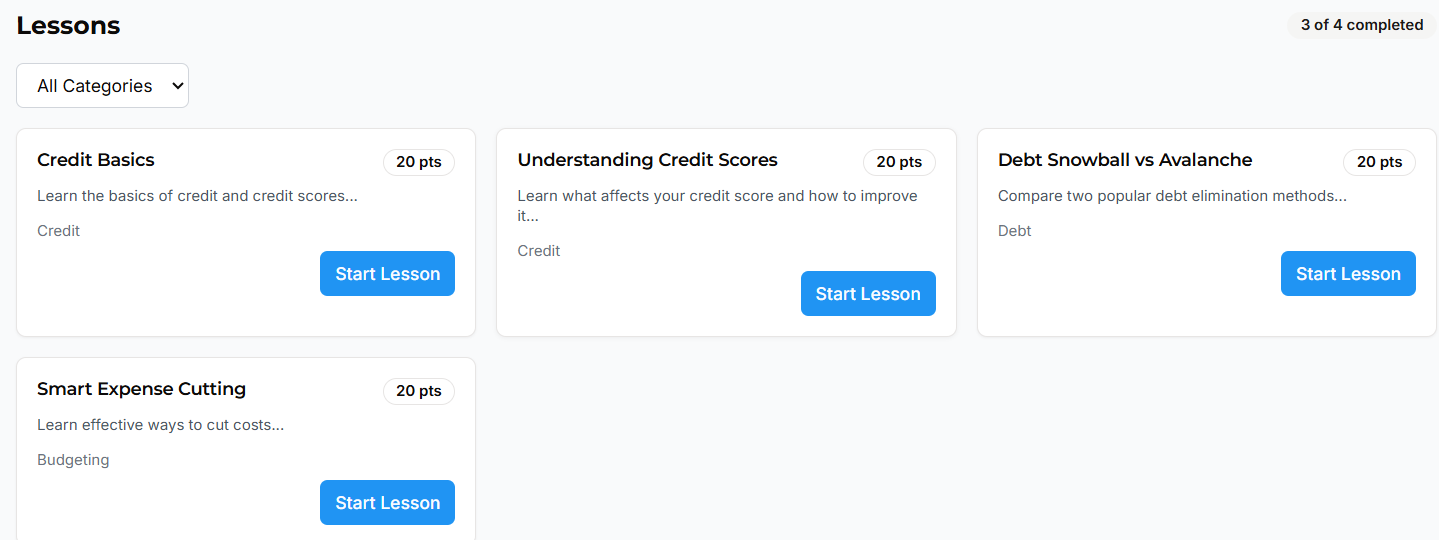 Lessons
3 of 4 completed
All Categories
Credit Basics
20 pts
Learn the basics of credit and credit scores...
Credit
Start Lesson
Understanding Credit Scores
20 pts
Learn what affects your credit score and how to improve
it...
Credit
Start Lesson
Debt Snowball vs Avalanche
20 pts
Compare two popular debt elimination methods...
Debt
Start Lesson
Smart Expense Cutting
20 pts
Learn effective ways to cut costs...
Budgeting
Start Lesson